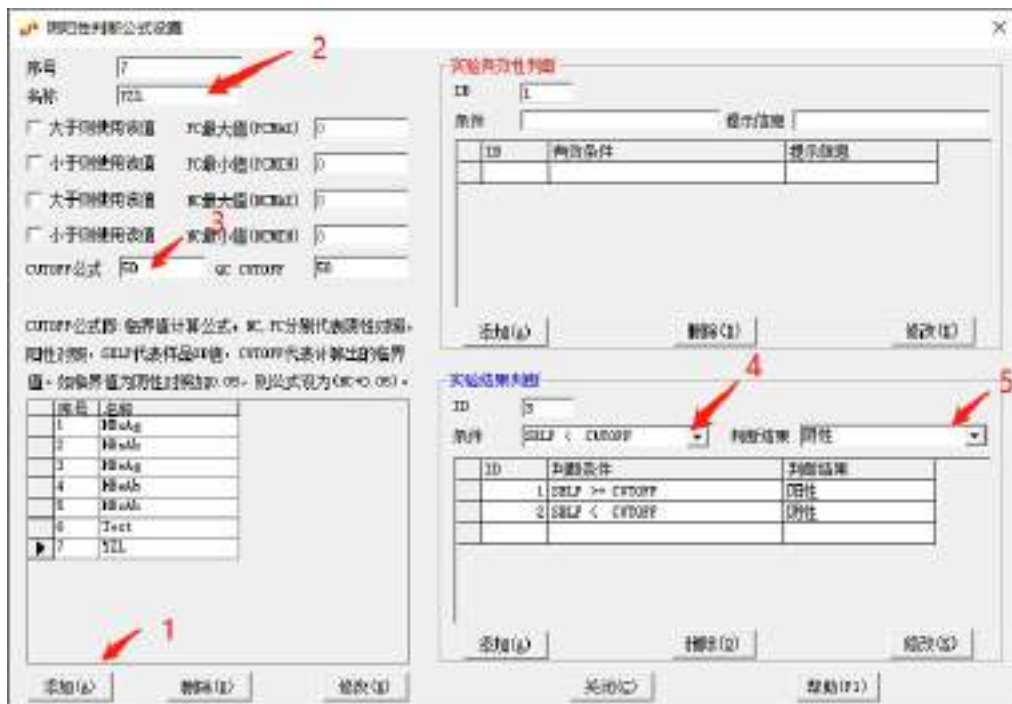 阴阳性判断公式设置
2
序号 7
名称 YZL
大于则使用该值 PC最大值(PCMAX) 0
小于则使用该值 PC最小值(PCMIN) 0
大于则使用该值 NC最大值(NCMAX) 0
小于则使用该值 NC最小值(NCMIN) 0
3
CUTOFF公式 50 QC CUTOFF 50
CUTOFF公式即:临界值计算公式，NC,PC分别代表阴性对照，
阳性对照，SELF代表样品OD值，CUTOFF代表计算出的临界
值。如临界值为阴性对照加0.05，则公式设为(NC+0.05)。
序号 名称
1 HBsAg
2 HBsAb
3 HBeAg
4 HBeAb
5
6 Test
7 YZL
1
添加(A) 删除(D) 修改(E)
实验有效性判断
ID 1
条件 提示信息
ID 有效条件 提示信息
添加(A) 删除(D) 修改(E)
实验结果判断
4
5
ID 3
条件 SELF < CUTOFF 判断结果 阴性
ID 判断条件 判断结果
1 SELF >= CUTOFF 阳性
2 SELF < CUTOFF 阴性
添加(A) 删除(D) 修改(E)
关闭(C) 帮助(F1)